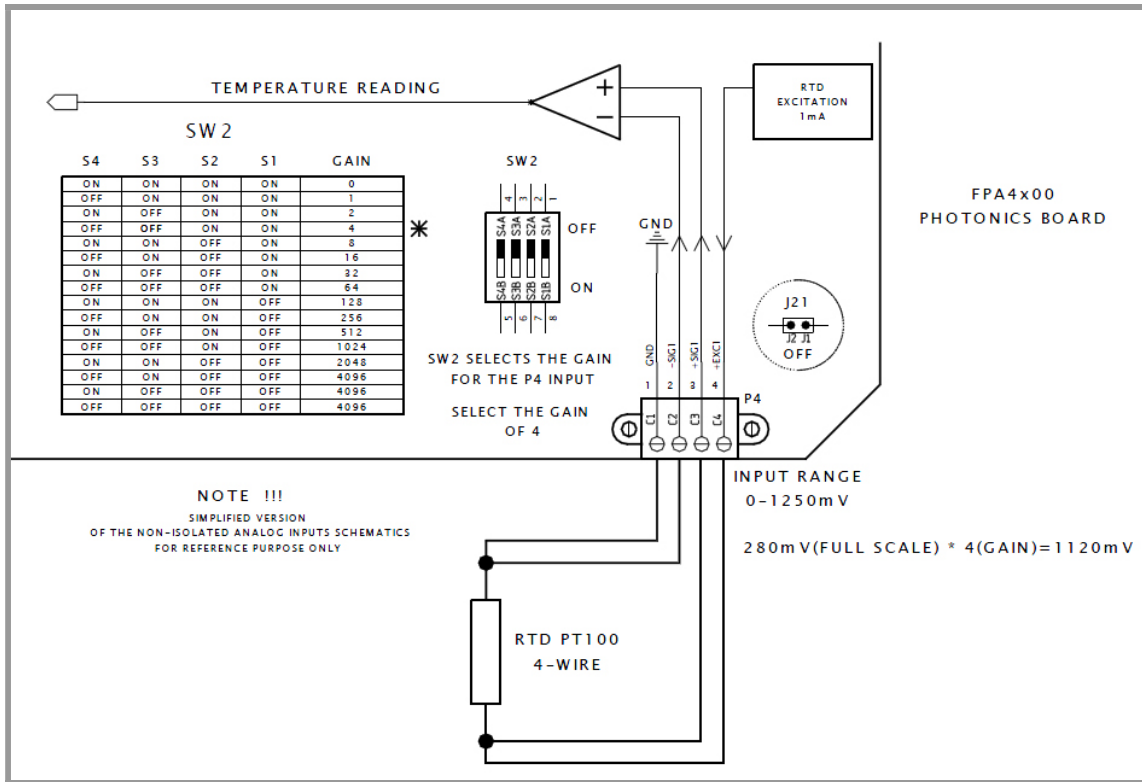 TEMPERATURE READING
RTD
EXCITATION
1mA
SW2
S4 S3 S2 S1 GAIN
ON ON ON ON 0
OFF ON ON ON 1
ON OFF ON ON 2
OFF OFF ON ON 4
ON ON OFF ON 8
OFF ON OFF ON 16
ON OFF OFF ON 32
OFF OFF OFF ON 64
ON ON ON OFF 128
OFF ON ON OFF 256
ON OFF ON OFF 512
OFF OFF ON OFF 1024
ON ON OFF OFF 2048
OFF ON OFF OFF 4096
ON OFF OFF OFF 4096
OFF OFF OFF OFF 4096
SW2
4 3 2 1
S4A S3A S2A S1A
OFF
S4B S3B S2B S1B
ON
5 6 7 8
SW2 SELECTS THE GAIN
FOR THE P4 INPUT
SELECT THE GAIN
OF 4
GND
+
−
FPA4x00
PHOTONICS BOARD
J21
J2 J1
OFF
GND -SIG1 +SIG1 +EXC1
1 2 3 4
P4
C1 C2 C3 C4
INPUT RANGE
0-1250mV
280mV(FULL SCALE) * 4(GAIN)=1120mV
NOTE !!!
SIMPLIFIED VERSION
OF THE NON-ISOLATED ANALOG INPUTS SCHEMATICS
FOR REFERENCE PURPOSE ONLY
RTD PT100
4-WIRE